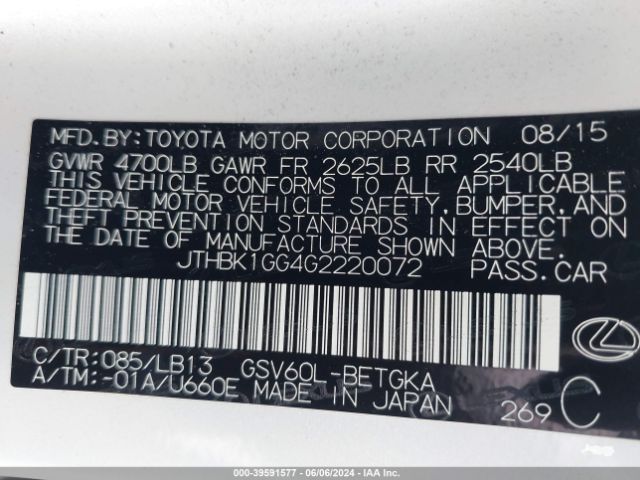 MFD.BY:TOYOTA MOTOR CORPORATION 08/15
GVWR 4700LB GAWR FR 2625LB RR 2540LB
THIS VEHICLE CONFORMS TO ALL APPLICABLE
FEDERAL MOTOR VEHICLE SAFETY, BUMPER, AND
THEFT PREVENTION STANDARDS IN EFFECT ON
THE DATE OF MANUFACTURE SHOWN ABOVE.
JTHBK1GG4G2220072 PASS.CAR
C/TR:085/LB13 GSV60L-BETGKA
A/TM:-01A/U660E MADE IN JAPAN 269 C
000-39591577 - 06/06/2024 - IAA Inc.